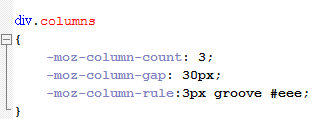 div.columns
{
-moz-column-count: 3;
-moz-column-gap: 30px;
-moz-column-rule:3px groove #eee;
}